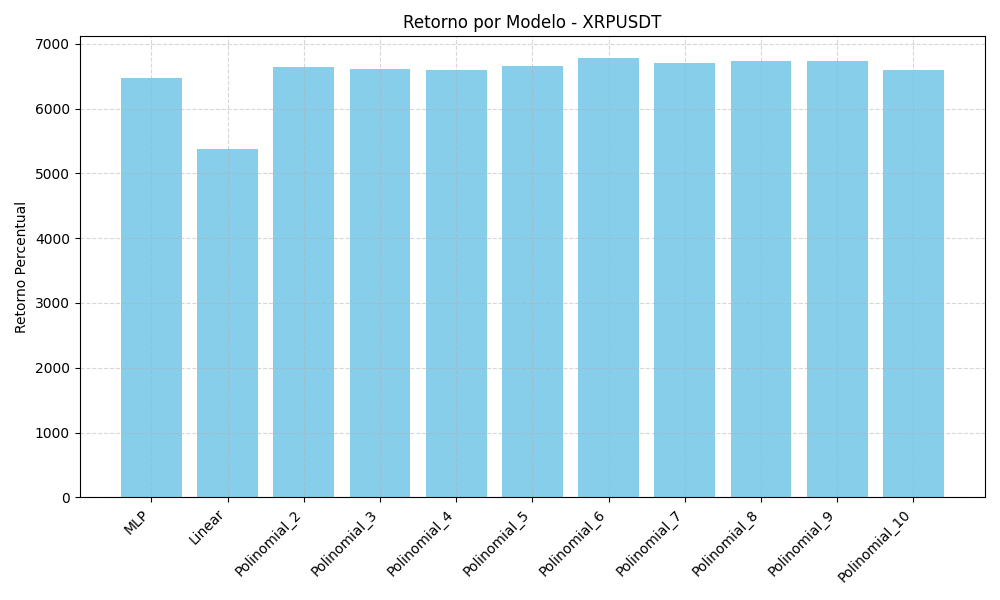 Retorno por Modelo - XRPUSDT
Retorno Percentual
7000
6000
5000
4000
3000
2000
1000
0
MLP
Linear
Polinomial_2
Polinomial_3
Polinomial_4
Polinomial_5
Polinomial_6
Polinomial_7
Polinomial_8
Polinomial_9
Polinomial_10